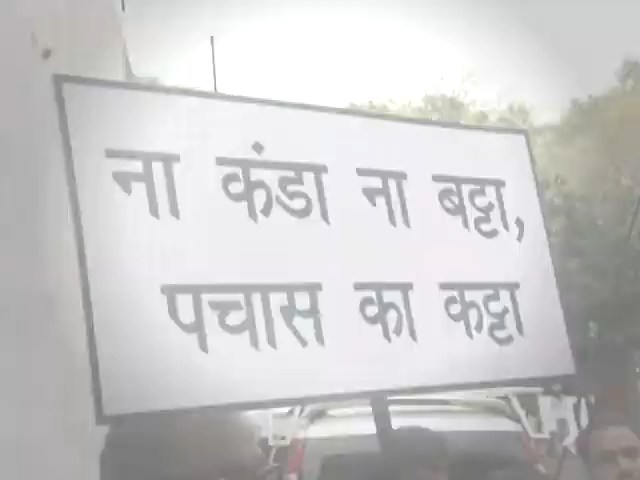 ना कंडा ना बट्टा,
पचास का कट्टा